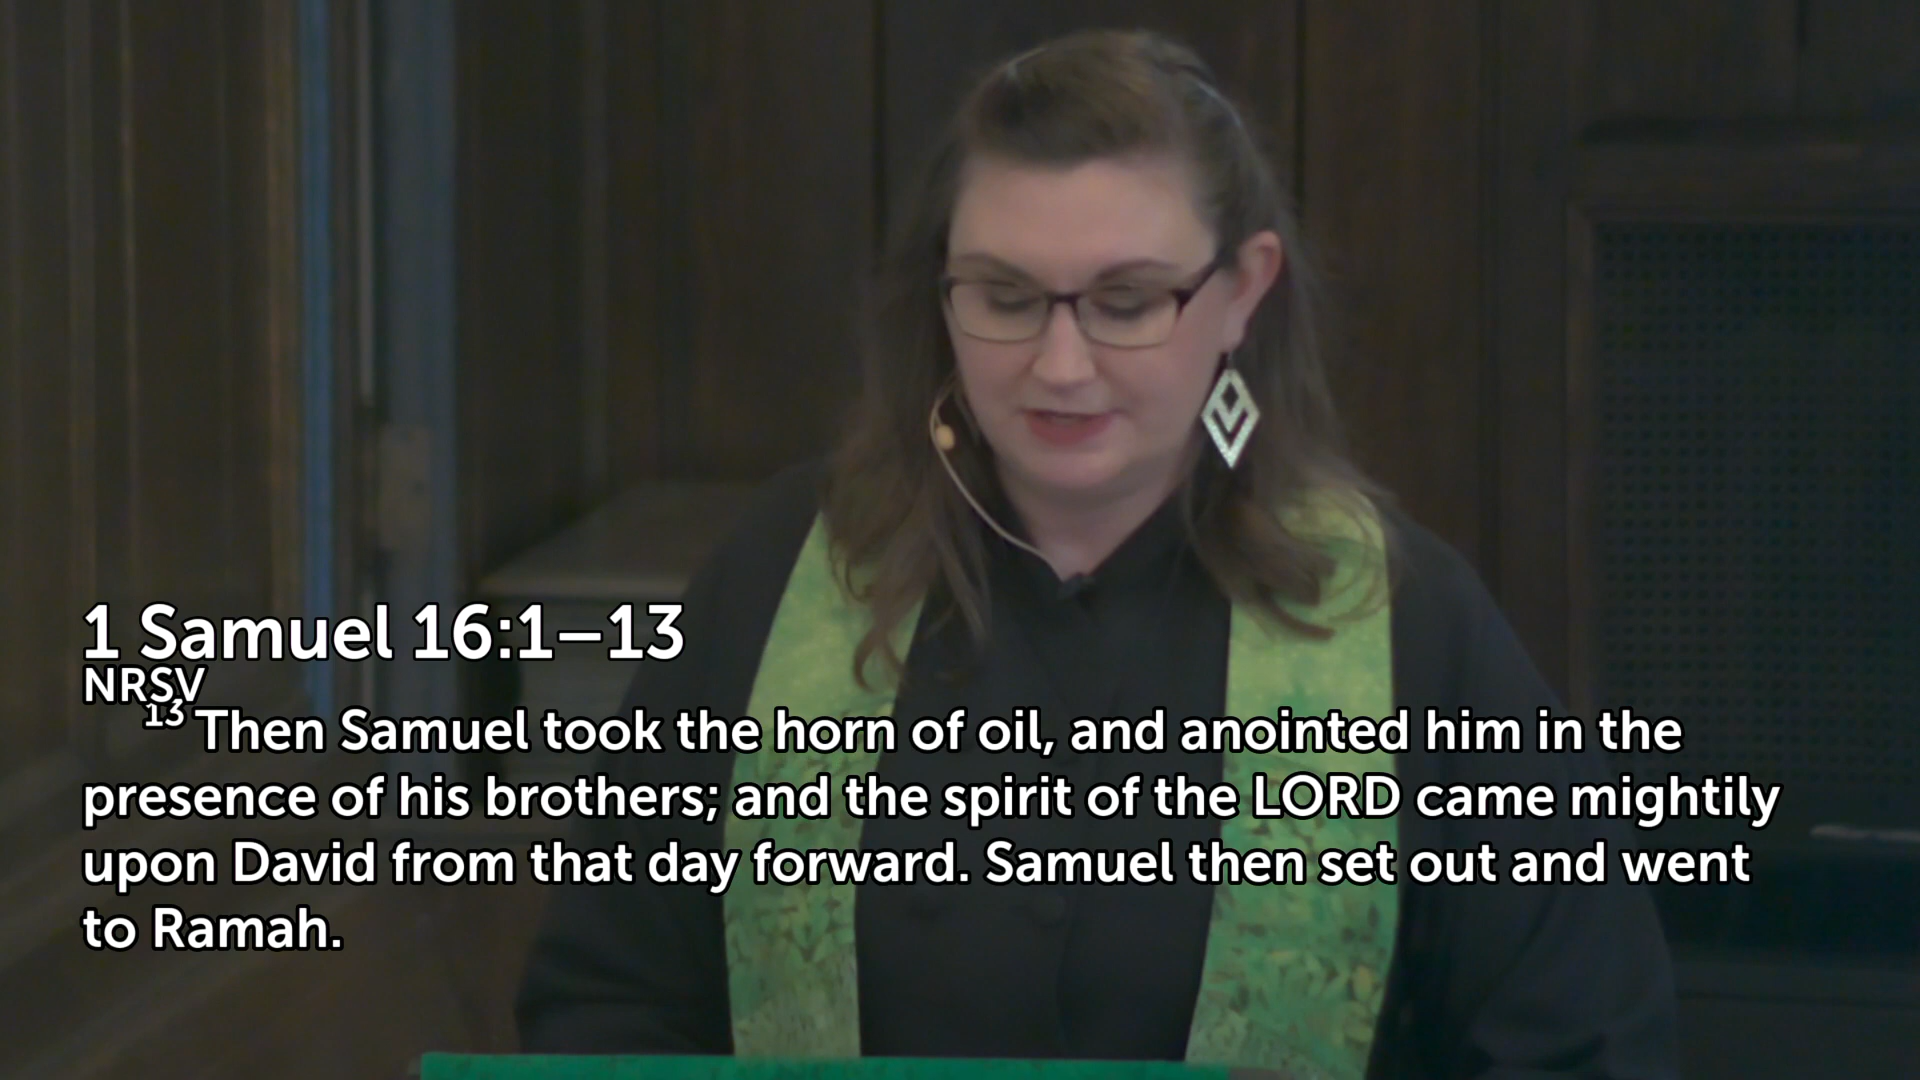 1 Samuel 16:1–13
NRSV
13 Then Samuel took the horn of oil, and anointed him in the
presence of his brothers; and the spirit of the LORD came mightily
upon David from that day forward. Samuel then set out and went
to Ramah.